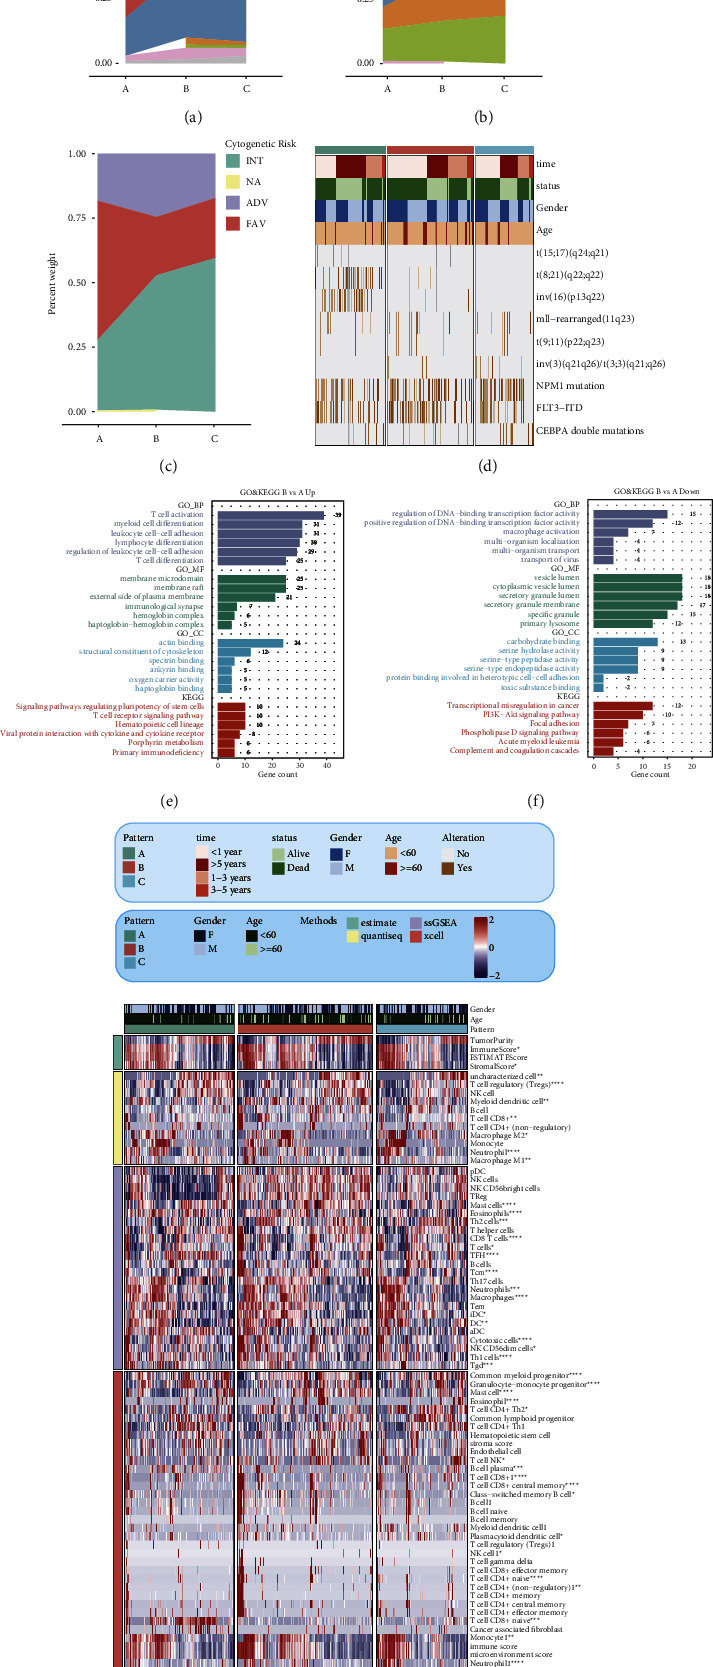 0.25
0.00
A B C
(a)
0.25
0.00
A B C
(b)
Cytogenetic Risk
INT
NA
ADV
FAV
Percent weight
1.00
0.75
0.50
0.25
0.00
A B C
(c)
time
status
Gender
Age
t(15;17)(q24;q21)
t(8;21)(q22;q22)
inv(16)(p13q22)
mll−rearranged(11q23)
t(9;11)(p22;q23)
inv(3)(q21q26)/t(3;3)(q21;q26)
NPM1 mutation
FLT3−ITD
CEBPA double mutations
(d)
GO&KEGG B vs A Up
GO_BP
T cell activation 39
myeloid cell differentiation 31
leukocyte cell−cell adhesion 31
lymphocyte differentiation 30
regulation of leukocyte cell−cell adhesion 29
T cell differentiation 25
GO_MF
membrane microdomain 25
membrane raft 25
external side of plasma membrane 21
immunological synapse 7
hemoglobin complex 6
haptoglobin−hemoglobin complex 5
GO_CC
actin binding 24
structural constituent of cytoskeleton 12
spectrin binding 6
ankyrin binding 5
oxygen carrier activity 5
haptoglobin binding 5
KEGG
Signaling pathways regulating pluripotency of stem cells 10
T cell receptor signaling pathway 10
Hematopoietic cell lineage 10
Viral protein interaction with cytokine and cytokine receptor 8
Porphyrin metabolism 6
Primary immunodeficiency 6
0 10 20 30 40
Gene count
(e)
GO&KEGG B vs A Down
GO_BP
regulation of DNA−binding transcription factor activity 15
positive regulation of DNA−binding transcription factor activity 12
macrophage activation 7
multi−organism localization 4
multi−organism transport 4
transport of virus 4
GO_MF
vesicle lumen 18
cytoplasmic vesicle lumen 18
secretory granule lumen 18
secretory granule membrane 17
specific granule 15
primary lysosome 12
GO_CC
carbohydrate binding 13
serine hydrolase activity 9
serine−type peptidase activity 9
serine−type endopeptidase activity 9
protein binding involved in heterotypic cell−cell adhesion 2
toxic substance binding 2
KEGG
Transcriptional misregulation in cancer 12
PI3K−Akt signaling pathway 10
Focal adhesion 7
Phospholipase D signaling pathway 6
Acute myeloid leukemia 6
Complement and coagulation cascades 4
0 5 10 15 20
Gene count
(f)
Pattern
A
B
C
time
<1 year
>5 years
1−3 years
3−5 years
status
Alive
Dead
Gender
F
M
Age
<60
>=60
Alteration
No
Yes
Pattern
A
B
C
Gender
F
M
Age
<60
>=60
Methods
estimate
quantiseq
ssGSEA
xcell
2
0
−2
Gender
Age
Pattern
TumorPurity
ImmuneScore*
ESTIMATEScore
StromalScore*
uncharacterized cell**
T cell regulatory (Tregs)****
NK cell
Myeloid dendritic cell**
B cell
T cell CD8+**
T cell CD4+ (non−regulatory)
Macrophage M2*
Monocyte
Neutrophil****
Macrophage M1**
pDC
NK cells
NK CD56bright cells
TReg
Mast cells****
Eosinophils****
Th2 cells***
T helper cells
CD8 T cells****
T cells*
TFH****
B cells
Tcm****
Th17 cells
Neutrophils***
Macrophages****
Tem
iDC*
DC**
aDC
Cytotoxic cells****
NK CD56dim cells*
Th1 cells****
Tgd***
Common myeloid progenitor****
Granulocyte−monocyte progenitor****
Mast cell****
Eosinophil****
T cell CD4+ Th2*
Common lymphoid progenitor
T cell CD4+ Th1
Hematopoietic stem cell
stroma score
Endothelial cell
T cell NK*
B cell plasma***
T cell CD8+1****
T cell CD8+ central memory****
Class−switched memory B cell*
B cell1
B cell naive
B cell memory
Myeloid dendritic cell1
Plasmacytoid dendritic cell*
T cell regulatory (Tregs)1
NK cell1*
T cell gamma delta
T cell CD8+ effector memory
T cell CD4+ naive****
T cell CD4+ (non−regulatory)1**
T cell CD4+ memory
T cell CD4+ central memory
T cell CD4+ effector memory
T cell CD8+ naive***
Cancer associated fibroblast
Monocyte1**
immune score
microenvironment score
Neutrophil1****